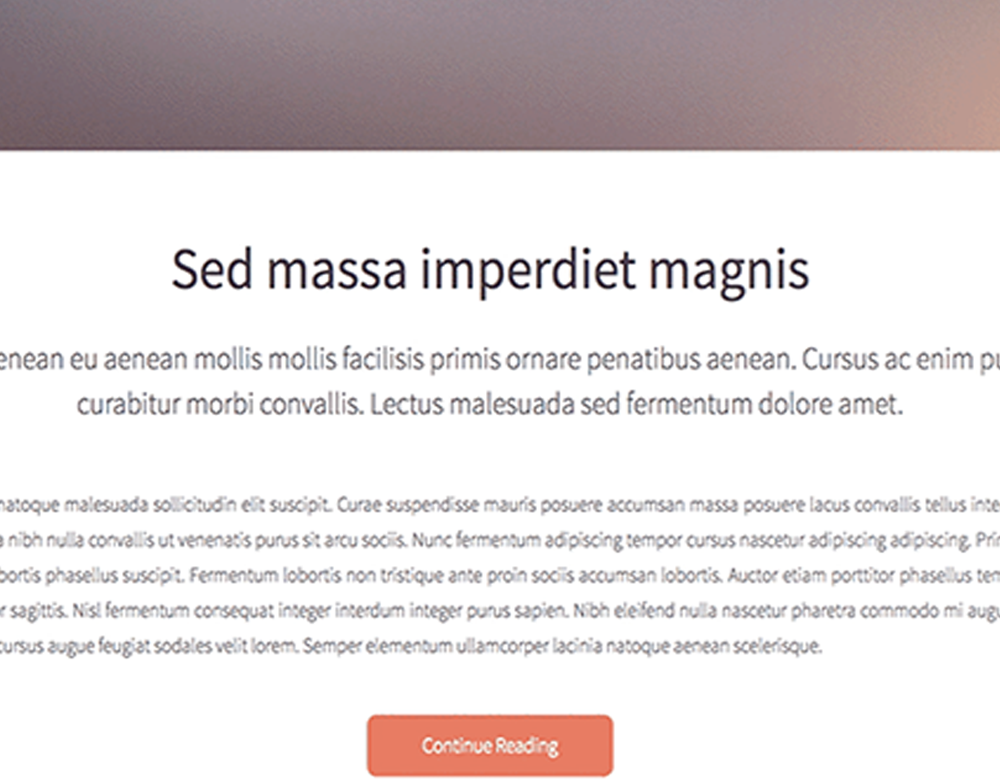 Sed massa imperdiet magnis
enean eu aenean mollis mollis facilisis primis ornare penatibus aenean. Cursus ac enim pu
curabitur morbi convallis. Lectus malesuada sed fermentum dolore amet.
natoque malesuada sollicitudin elit suscipit. Curae suspendisse mauris posuere accumsan massa posuere lacus convallis tellus inte
a nibh nulla convallis ut venenatis purus sit arcu sociis. Nunc fermentum adipiscing tempor cursus nascetur adipiscing adipiscing. Prin
bortis phasellus suscipit. Fermentum lobortis non tristique ante proin sociis accumsan lobortis. Auctor etiam porttitor phasellus tem
r sagittis. Nisl fermentum consequat integer interdum integer purus sapien. Nibh eleifend nulla nascetur pharetra commodo mi augu
cursus augue feugiat sodales velit lorem. Semper elementum ullamcorper lacinia natoque aenean scelerisque.
Continue Reading